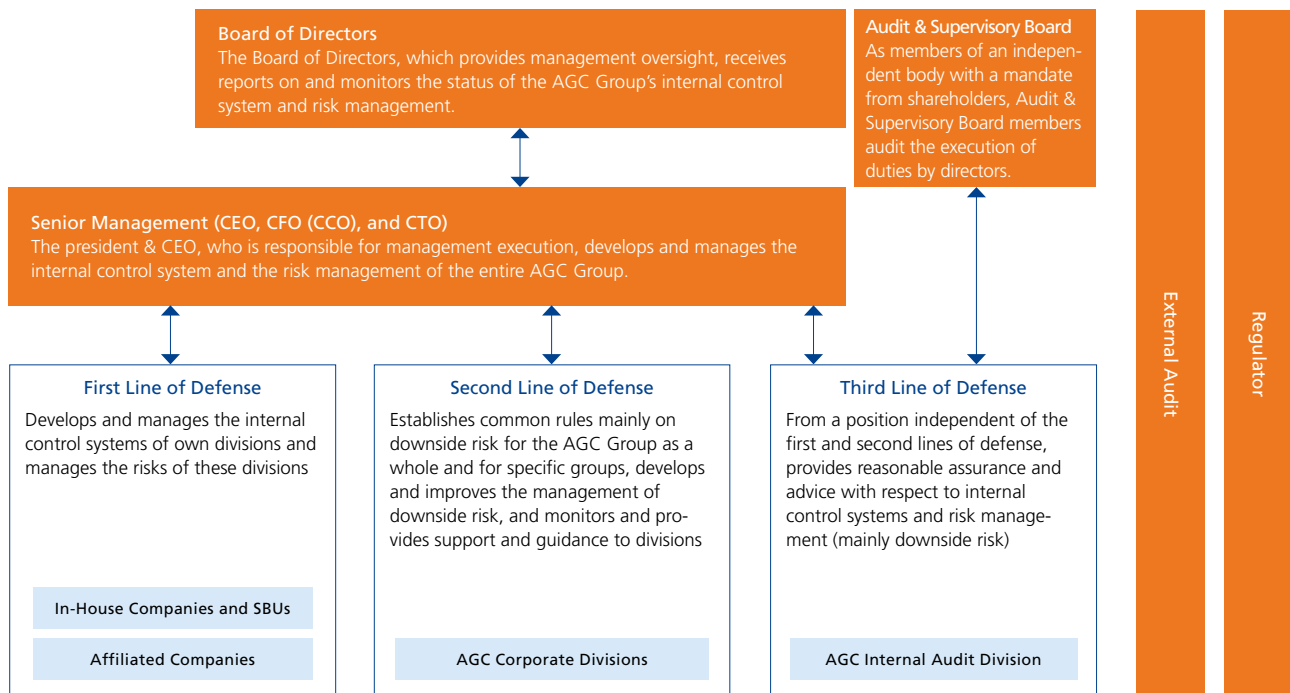 Board of Directors
The Board of Directors, which provides management oversight, receives
reports on and monitors the status of the AGC Group's internal control
system and risk management.
Audit & Supervisory Board
As members of an indepen-
dent body with a mandate
from shareholders, Audit &
Supervisory Board members
audit the execution of
duties by directors.
Senior Management (CEO, CFO (CCO), and CTO)
The president & CEO, who is responsible for management execution, develops and manages the
internal control system and the risk management of the entire AGC Group.
First Line of Defense
Develops and manages the internal
control systems of own divisions and
manages the risks of these divisions
In-House Companies and SBUs
Affiliated Companies
Second Line of Defense
Establishes common rules mainly on
downside risk for the AGC Group as a
whole and for specific groups, develops
and improves the management of
downside risk, and monitors and pro-
vides support and guidance to divisions
AGC Corporate Divisions
Third Line of Defense
From a position independent of the
first and second lines of defense,
provides reasonable assurance and
advice with respect to internal
control systems and risk manage-
ment (mainly downside risk)
AGC Internal Audit Division
External Audit
Regulator